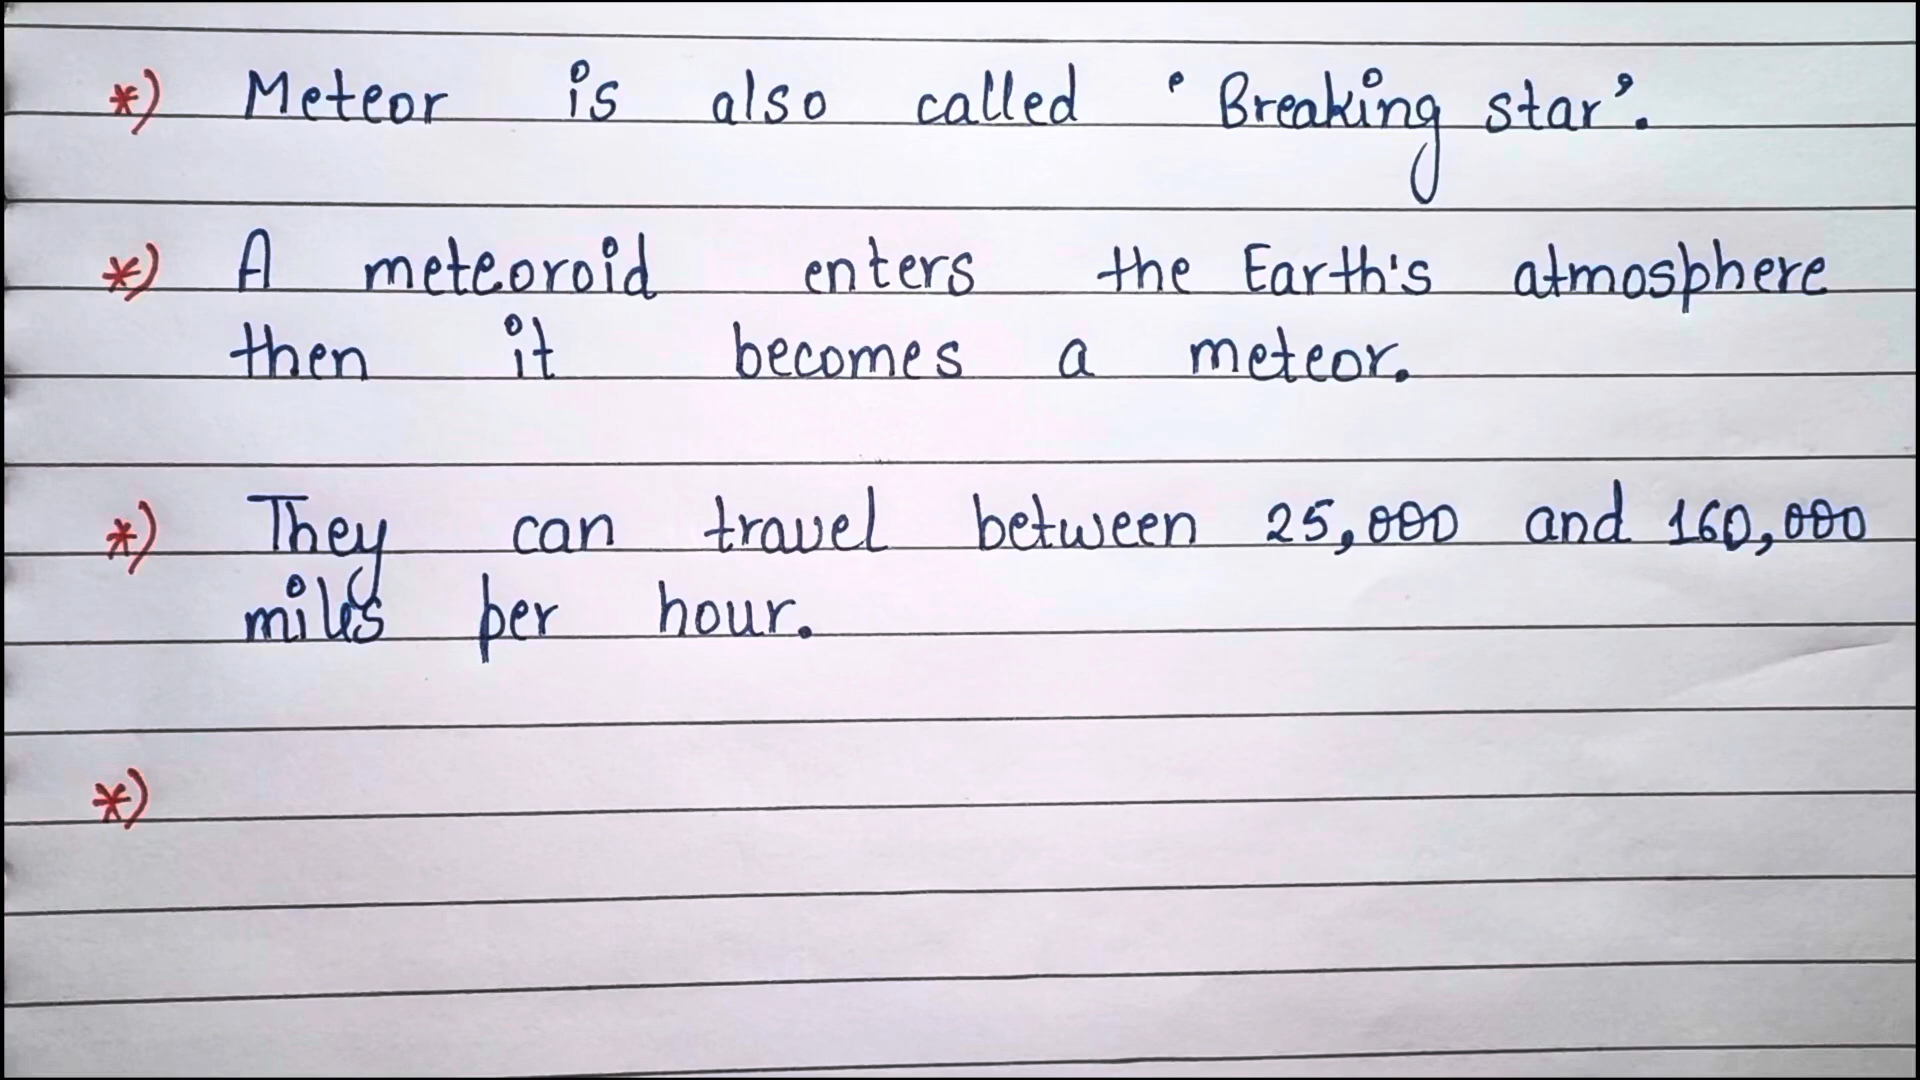 *) Meteor is also called 'Breaking star'.
*) A meteoroid enters the Earth's atmosphere
then it becomes a meteor.
*) They can travel between 25,000 and 160,000
miles per hour.
*)